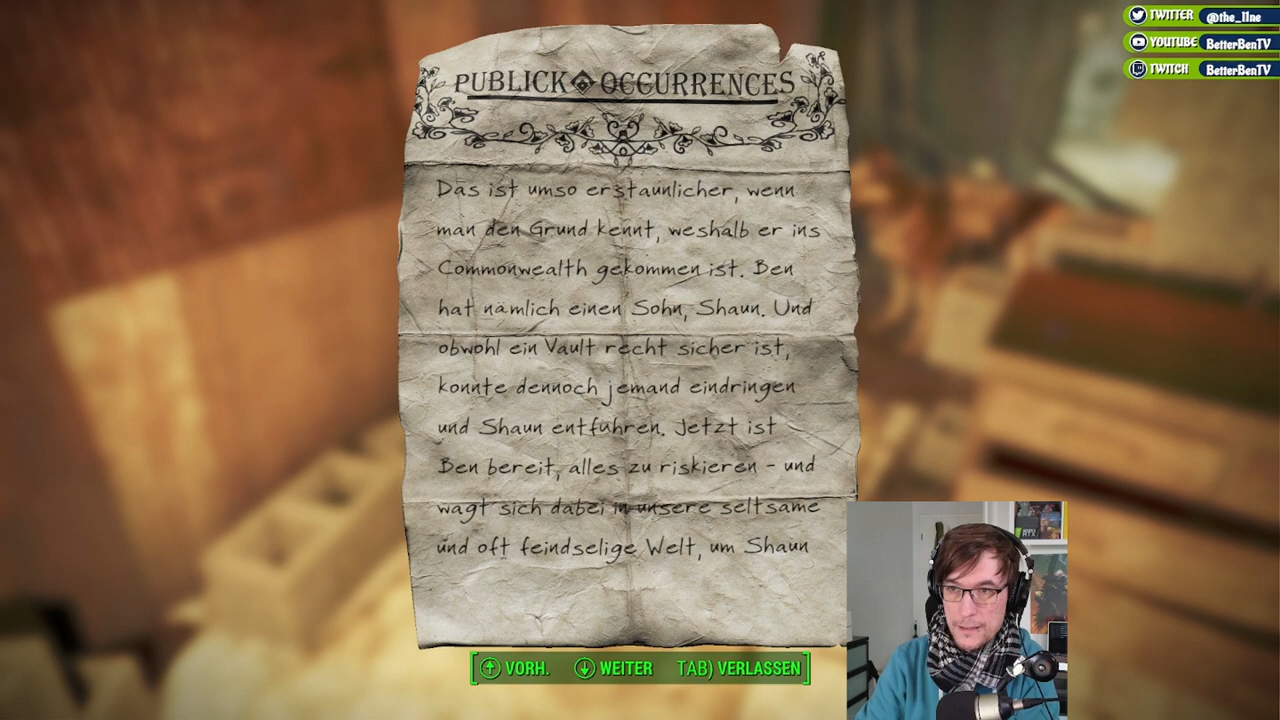 TWITTER @the_11ne
YOUTUBE BetterBenTV
TWITCH BetterBenTV
PUBLICK OCCURRENCES
Das ist umso erstaunlicher, wenn
man den Grund kennt, weshalb er ins
Commonwealth gekommen ist. Ben
hat nämlich einen Sohn, Shaun. Und
obwohl ein Vault recht sicher ist,
konnte dennoch jemand eindringen
und Shaun entführen. Jetzt ist
Ben bereit, alles zu riskieren - und
wagt sich dabei in unsere seltsame
und oft feindselige Welt, um Shaun
VORH. WEITER TAB) VERLASSEN